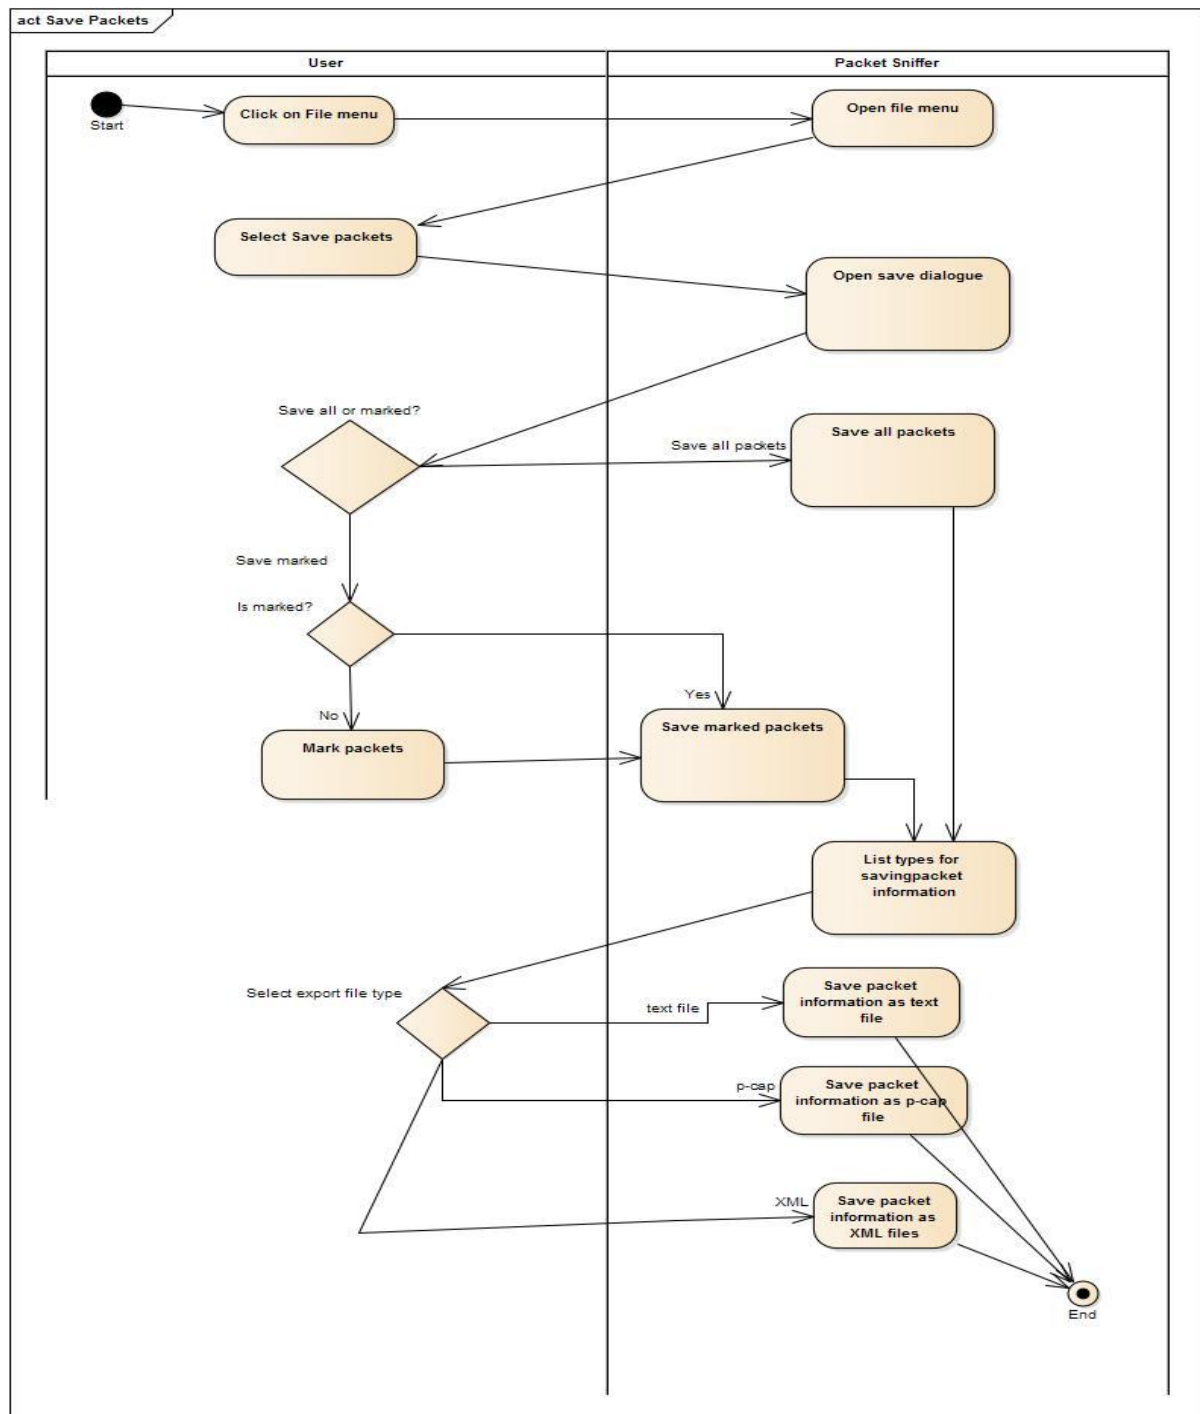 act Save Packets
User
Packet Sniffer
Start
Click on File menu
Open file menu
Select Save packets
Open save dialogue
Save all or marked?
Save all packets
Save all packets
Save marked
Is marked?
Yes
No
Mark packets
Save marked packets
List types for
savingpacket
information
Select export file type
text file
Save packet
information as text
file
p-cap
Save packet
information as p-cap
file
XML
Save packet
information as
XML files
End